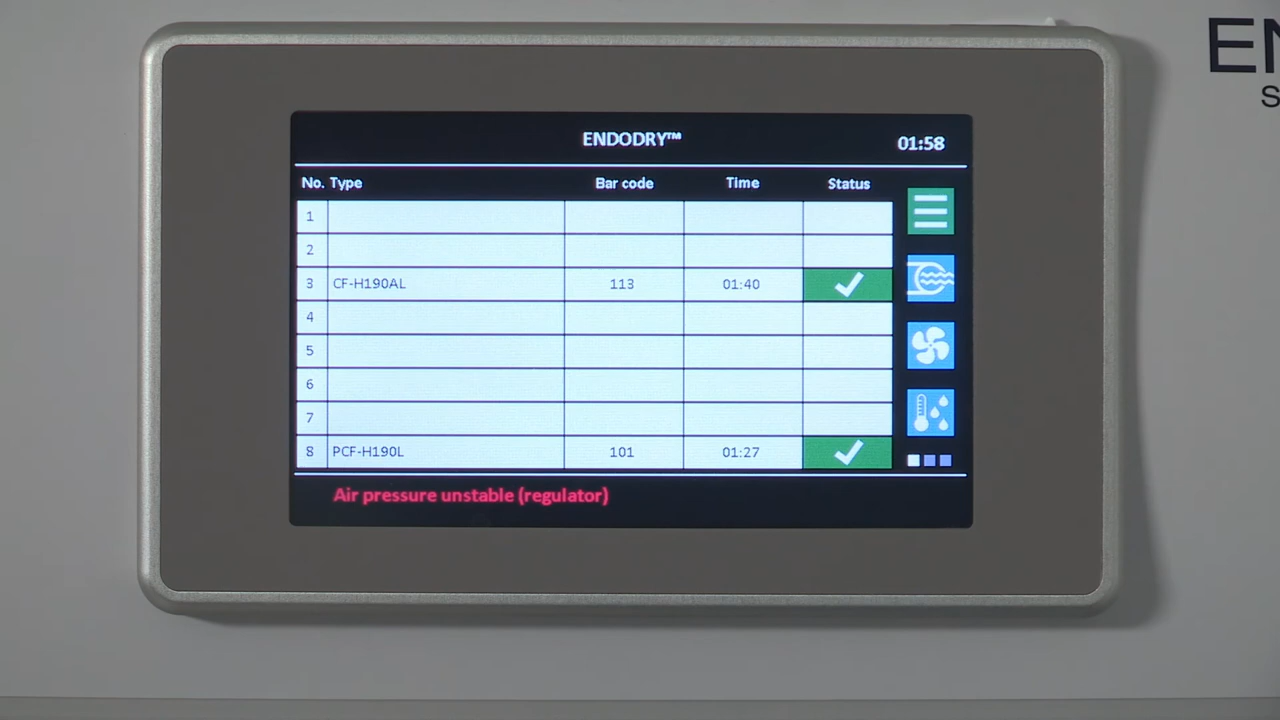 EN
S
ENDODRY™
01:58
No. Type Bar code Time Status
1
2
3 CF-H190AL 113 01:40
4
5
6
7
8 PCF-H190L 101 01:27
Air pressure unstable (regulator)